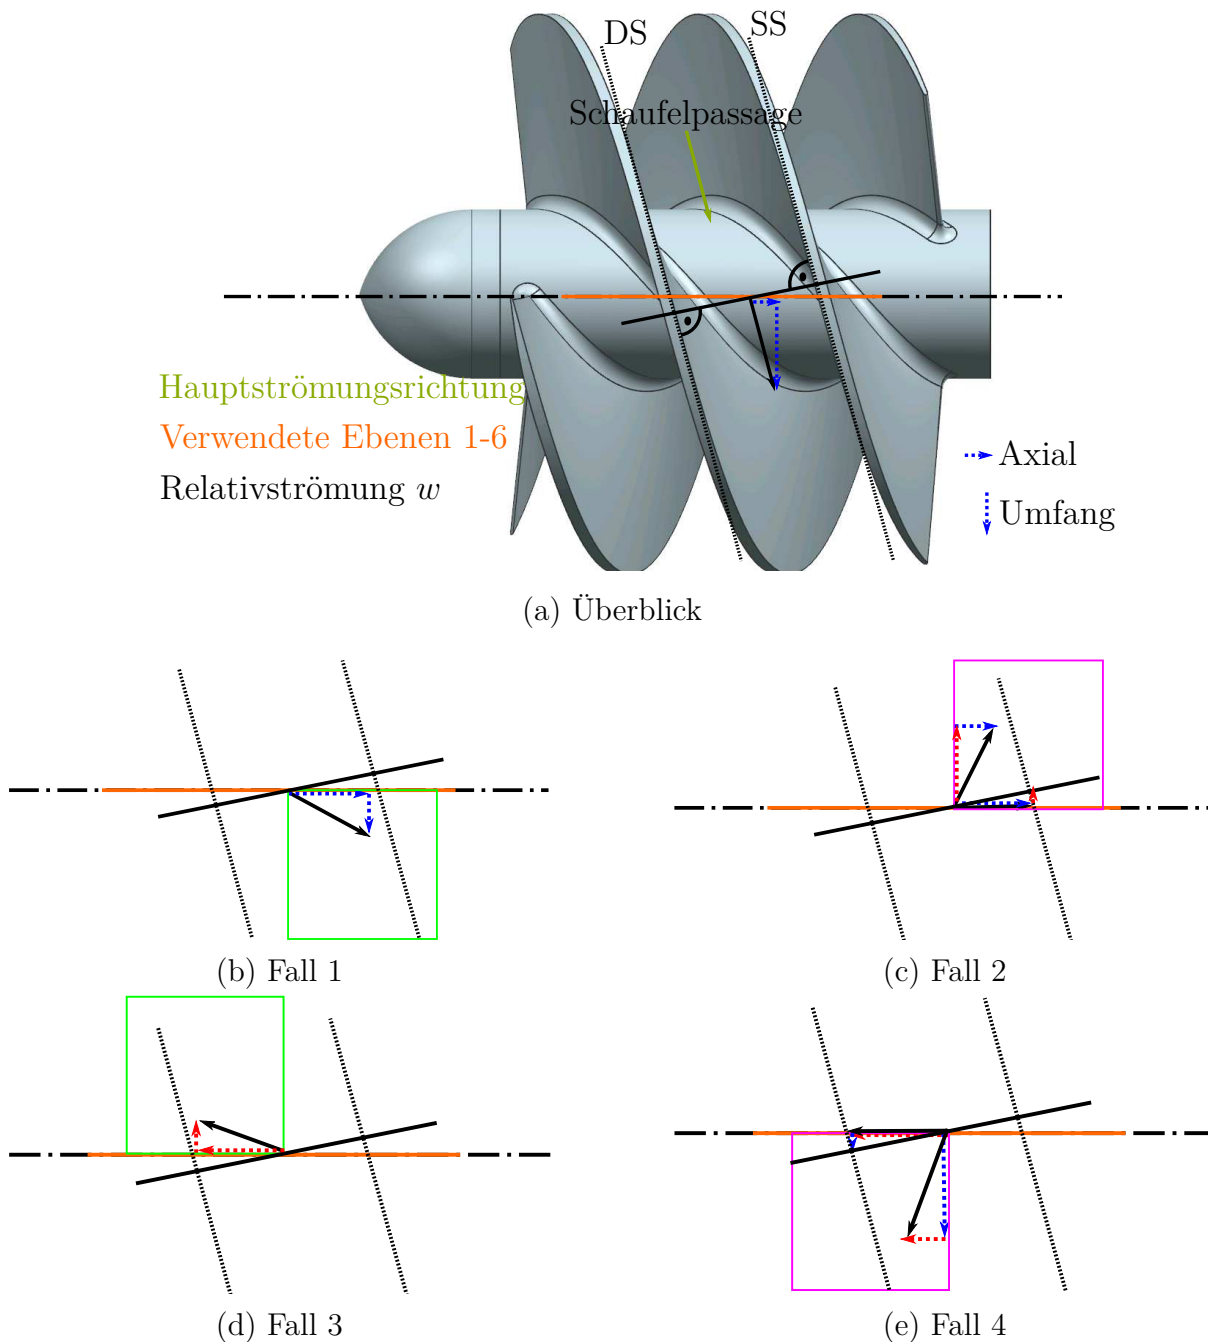 DS
SS
Schaufelpassage
Hauptströmungsrichtung
Verwendete Ebenen 1-6
Relativströmung w
Axial
Umfang
(a) Überblick
(b) Fall 1
(c) Fall 2
(d) Fall 3
(e) Fall 4